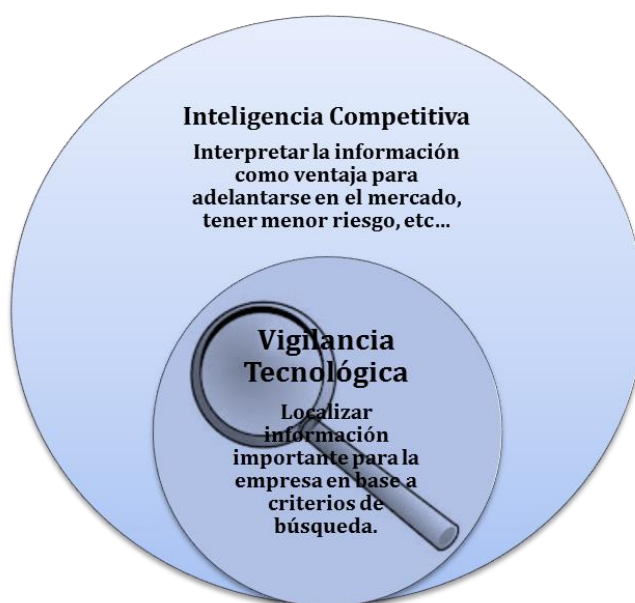 Inteligencia Competitiva
Interpretar la información
como ventaja para
adelantarse en el mercado,
tener menor riesgo, etc...
Vigilancia
Tecnológica
Localizar
información
importante para la
empresa en base a
criterios de
búsqueda.